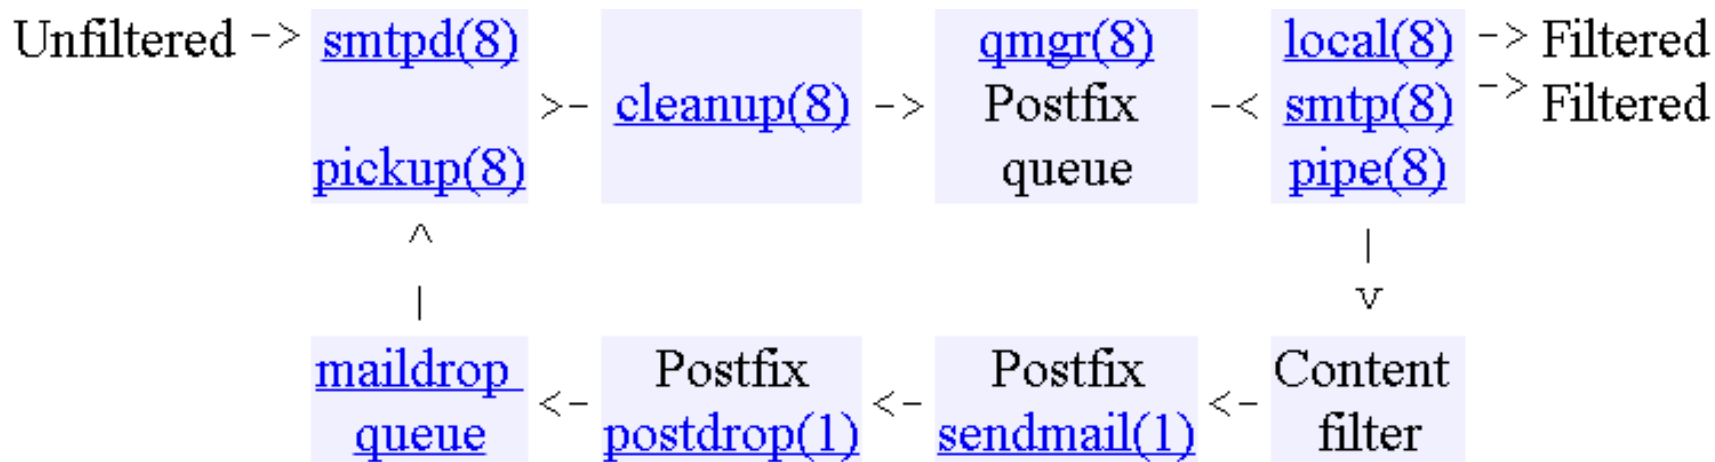 Unfiltered -> smtpd(8) qmgr(8) local(8) -> Filtered
>- cleanup(8) -> Postfix -< smtp(8) -> Filtered
pickup(8) queue pipe(8)
^ |
| v
maildrop Postfix Postfix Content
<- <- <-
queue postdrop(1) sendmail(1) filter